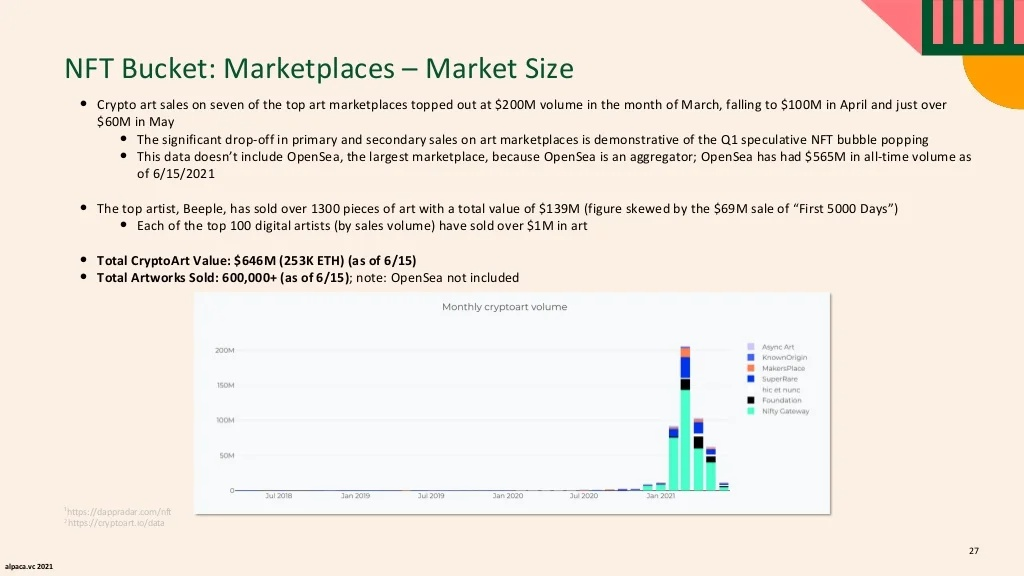 NFT Bucket: Marketplaces – Market Size
• Crypto art sales on seven of the top art marketplaces topped out at $200M volume in the month of March, falling to $100M in April and just over
$60M in May
• The significant drop-off in primary and secondary sales on art marketplaces is demonstrative of the Q1 speculative NFT bubble popping
• This data doesn’t include OpenSea, the largest marketplace, because OpenSea is an aggregator; OpenSea has had $565M in all-time volume as
of 6/15/2021
• The top artist, Beeple, has sold over 1300 pieces of art with a total value of $139M (figure skewed by the $69M sale of “First 5000 Days”)
• Each of the top 100 digital artists (by sales volume) have sold over $1M in art
• Total CryptoArt Value: $646M (253K ETH) (as of 6/15)
• Total Artworks Sold: 600,000+ (as of 6/15); note: OpenSea not included
Monthly cryptoart volume
200M
150M
100M
50M
0
Jul 2018
Jan 2019
Jul 2019
Jan 2020
Jul 2020
Jan 2021
Async Art
KnownOrigin
MakersPlace
SuperRare
hic et nunc
Foundation
Nifty Gateway
1https://dappradar.com/nft
2https://cryptoart.io/data
27
alpaca.vc 2021